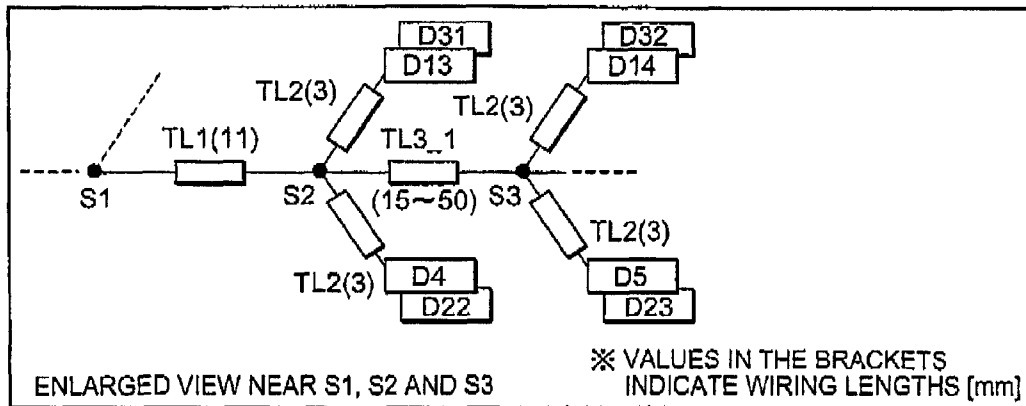 D31
D13
D32
D14
TL2(3)
TL2(3)
TL1(11)
TL3_1
S1
S2
(15~50)
S3
TL2(3)
TL2(3)
D4
D22
D5
D23
※ VALUES IN THE BRACKETS
INDICATE WIRING LENGTHS [mm]
ENLARGED VIEW NEAR S1, S2 AND S3